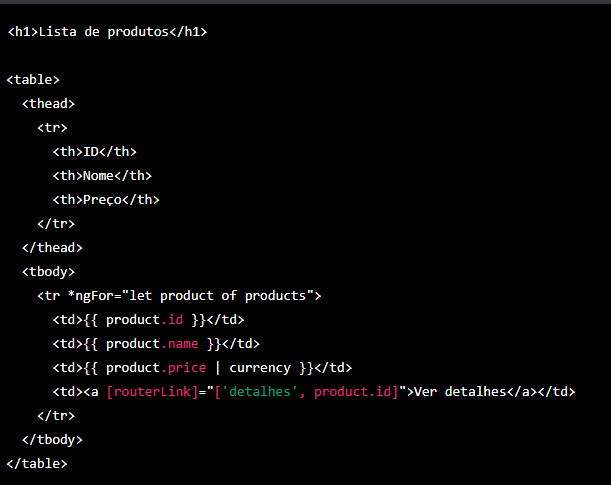 <h1>Lista de produtos</h1>
<table>
<thead>
<tr>
<th>ID</th>
<th>Nome</th>
<th>Preço</th>
</tr>
</thead>
<tbody>
<tr *ngFor="let product of products">
<td>{{ product.id }}</td>
<td>{{ product.name }}</td>
<td>{{ product.price | currency }}</td>
<td><a [routerLink]="['detalhes', product.id]">Ver detalhes</a></td>
</tr>
</tbody>
</table>